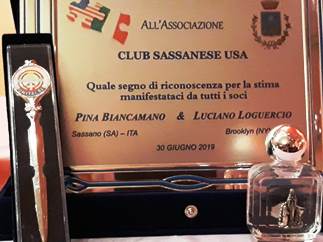 ALL'ASSOCIAZIONE
CLUB SASSANESE USA
Quale segno di riconoscenza per la stima
manifestataci da tutti i soci
PINA BIANCAMANO & LUCIANO LOGUERCIO
Sassano (SA) – ITA Brooklyn (NY)
30 GIUGNO 2019